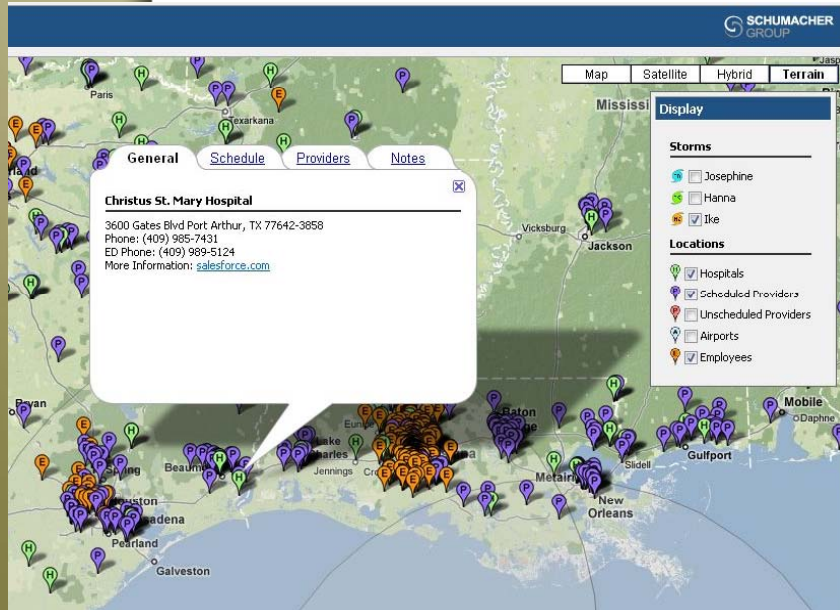 SCHUMACHER
GROUP
Map
Satellite
Hybrid
Terrain
Display
Storms
Josephine
Hanna
Ike
Locations
Hospitals
Scheduled Providers
Unscheduled Providers
Airports
Employees
General
Schedule
Providers
Notes
Christus St. Mary Hospital
3600 Gates Blvd Port Arthur, TX 77642-3858
Phone: (409) 985-7431
ED Phone: (409) 989-5124
More Information: salesforce.com
Paris
Texarkana
Mississi
Vicksburg
Jackson
Mobile
Daphne
Gulfport
Slidell
Metairi
New
Orleans
Baton
Lake
Charles
Jennings
Beaum
Pearland
Galveston